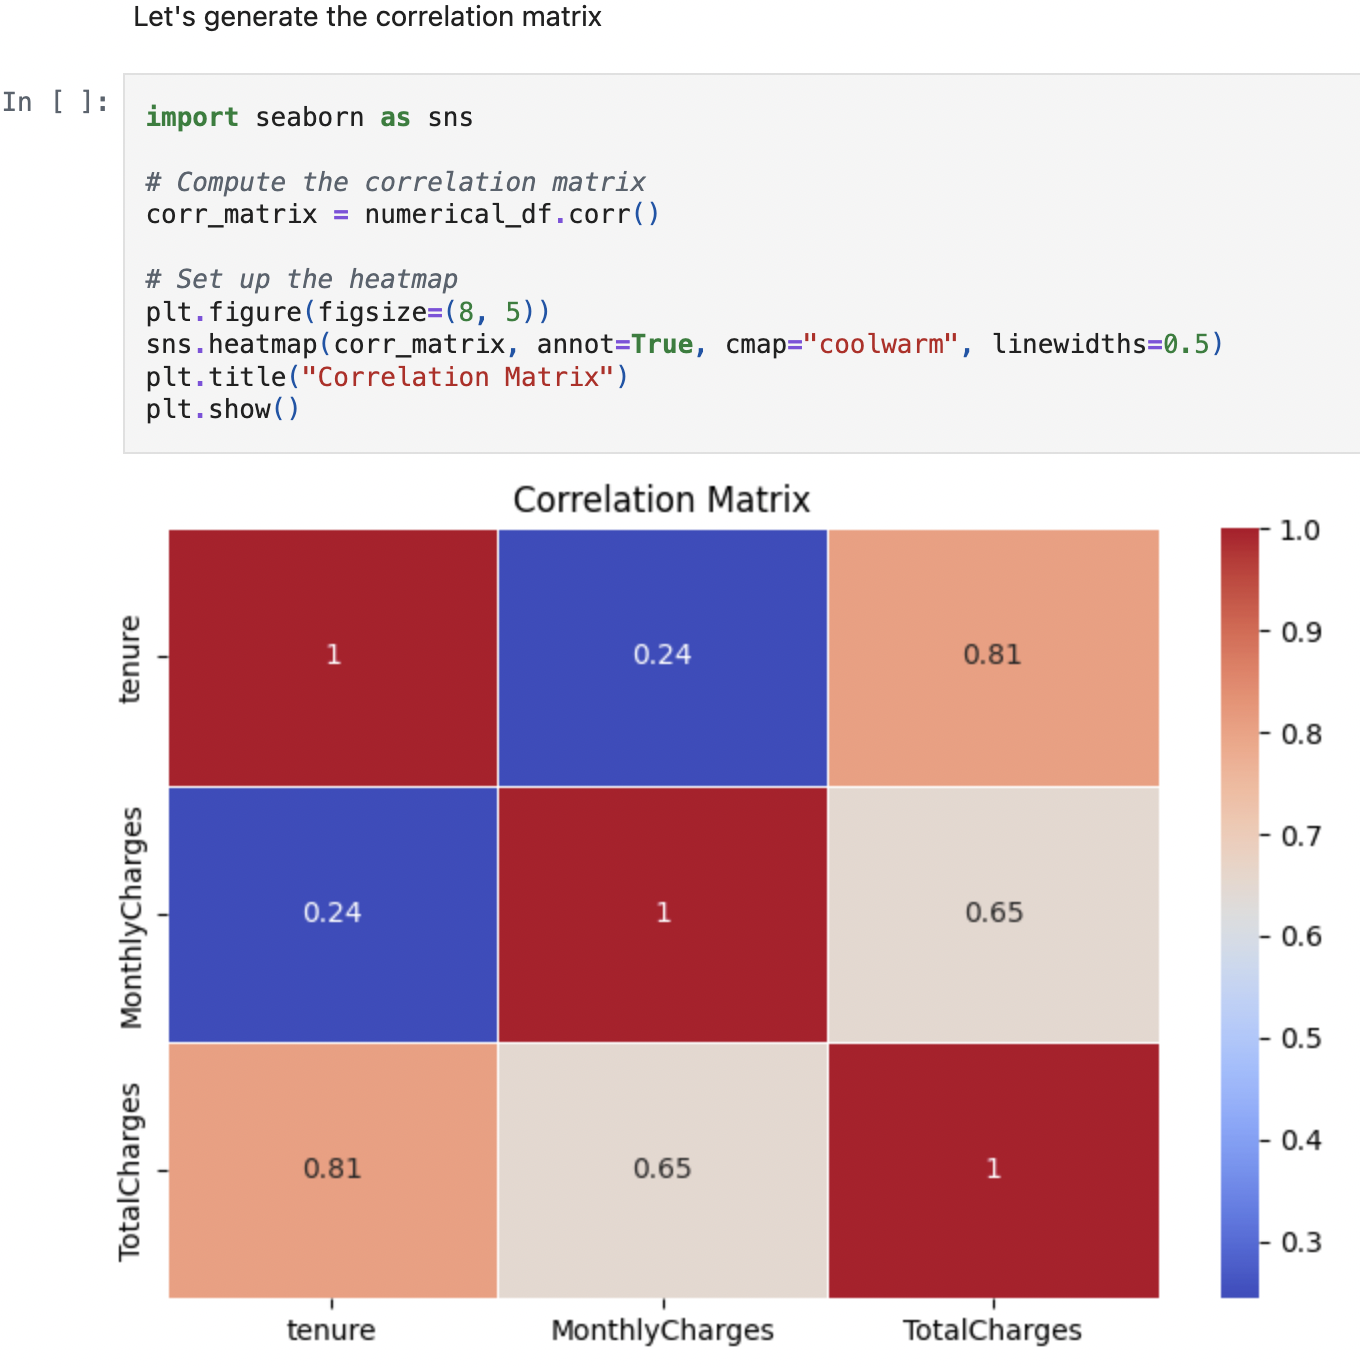 Let's generate the correlation matrix
In [ ]:
import seaborn as sns
# Compute the correlation matrix
corr_matrix = numerical_df.corr()
# Set up the heatmap
plt.figure(figsize=(8, 5))
sns.heatmap(corr_matrix, annot=True, cmap="coolwarm", linewidths=0.5)
plt.title("Correlation Matrix")
plt.show()
Correlation Matrix
tenure
1
0.24
0.81
MonthlyCharges
0.24
1
0.65
TotalCharges
0.81
0.65
1
tenure
MonthlyCharges
TotalCharges
1.0
0.9
0.8
0.7
0.6
0.5
0.4
0.3